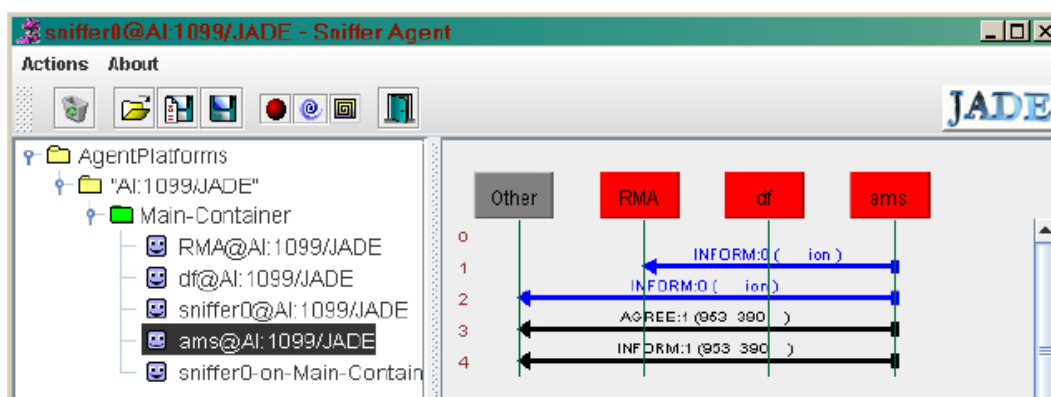 sniffer0@AI:1099/JADE - Sniffer Agent
Actions About
JADE
AgentPlatforms
"AI:1099/JADE"
Main-Container
RMA@AI:1099/JADE
df@AI:1099/JADE
sniffer0@AI:1099/JADE
ams@AI:1099/JADE
sniffer0-on-Main-Contain
Other RMA df ams
0
INFORM:0 ( ion )
1
INFORM:0 ( ion )
2
AGREE:1 (953 390 )
3
INFORM:1 (953 390 )
4